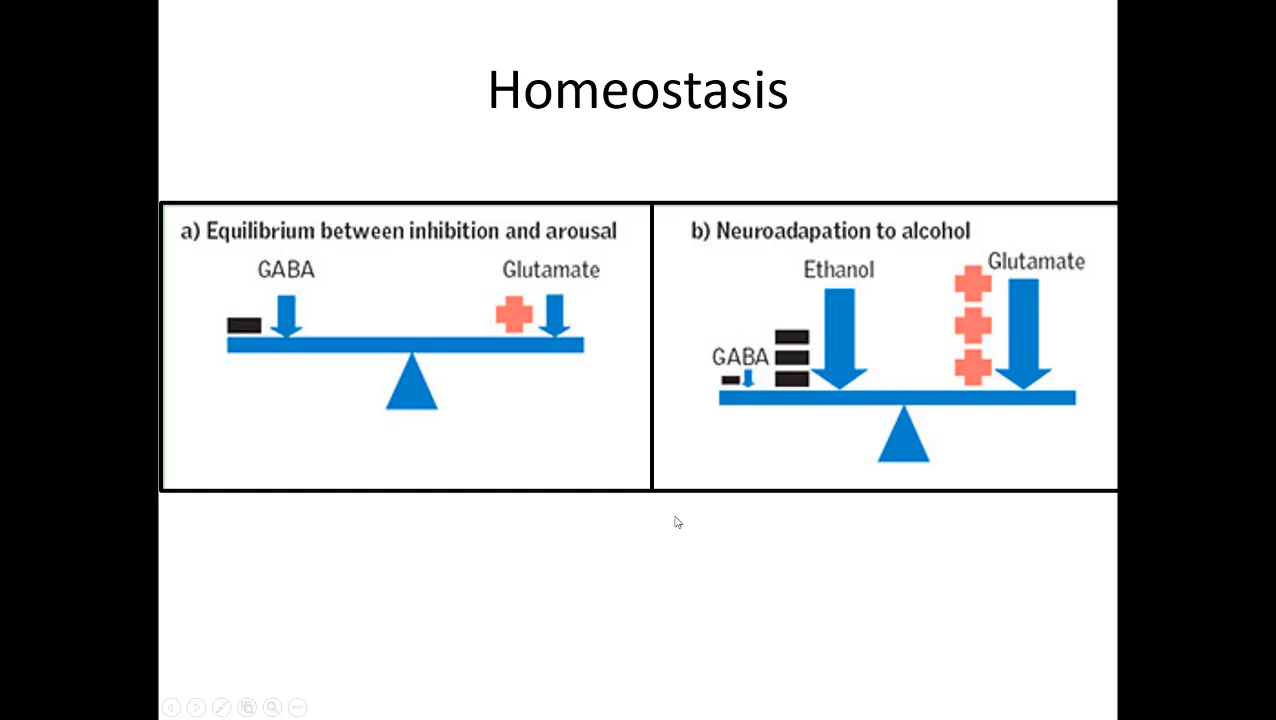 Homeostasis
a) Equilibrium between inhibition and arousal
GABA
Glutamate
b) Neuroadapation to alcohol
Ethanol
Glutamate
GABA